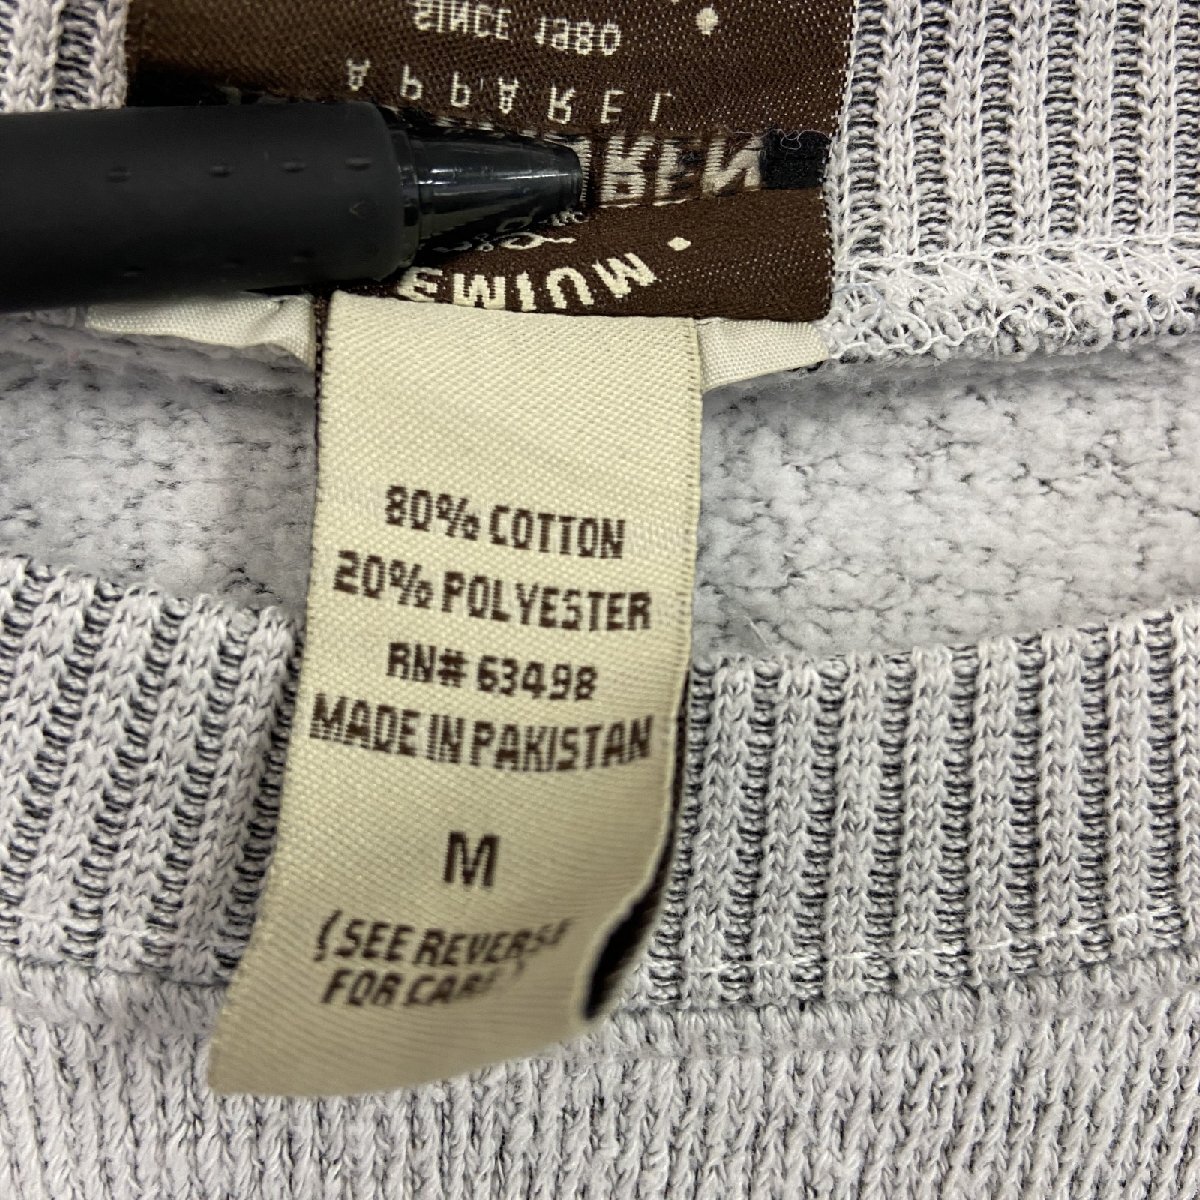 SINCE 1980
APPAREL
80% COTTON
20% POLYESTER
RN# 63498
MADE IN PAKISTAN
M
(SEE REVERSE
FOR CARE)